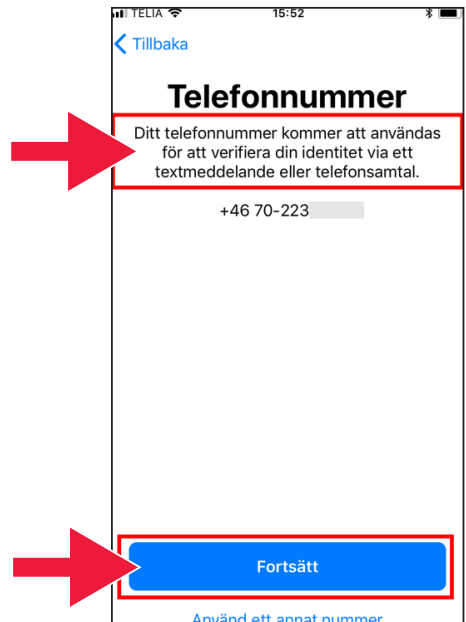 TELIA 15:52
Tillbaka
Telefonnummer
Ditt telefonnummer kommer att användas
för att verifiera din identitet via ett
textmeddelande eller telefonsamtal.
+46 70-223
Fortsätt
Använd ett annat nummer